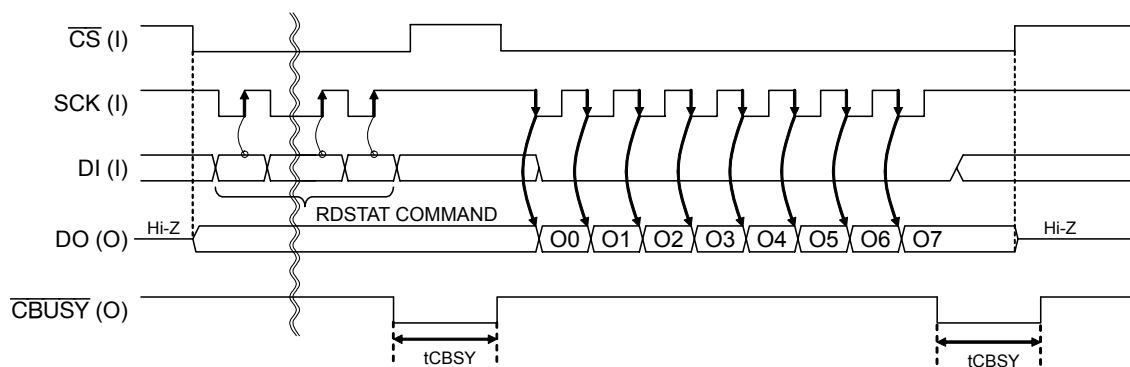 CS (I)
SCK (I)
DI (I)
RDSTAT COMMAND
DO (O)
Hi-Z
O0 O1 O2 O3 O4 O5 O6 O7
Hi-Z
CBUSY (O)
tCBSY
tCBSY